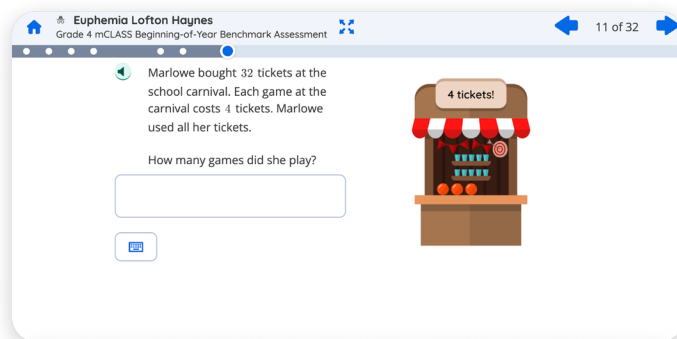 Euphemia Lofton Haynes
Grade 4 mCLASS Beginning-of-Year Benchmark Assessment
11 of 32
Marlowe bought 32 tickets at the
school carnival. Each game at the
carnival costs 4 tickets. Marlowe
used all her tickets.
How many games did she play?
4 tickets!